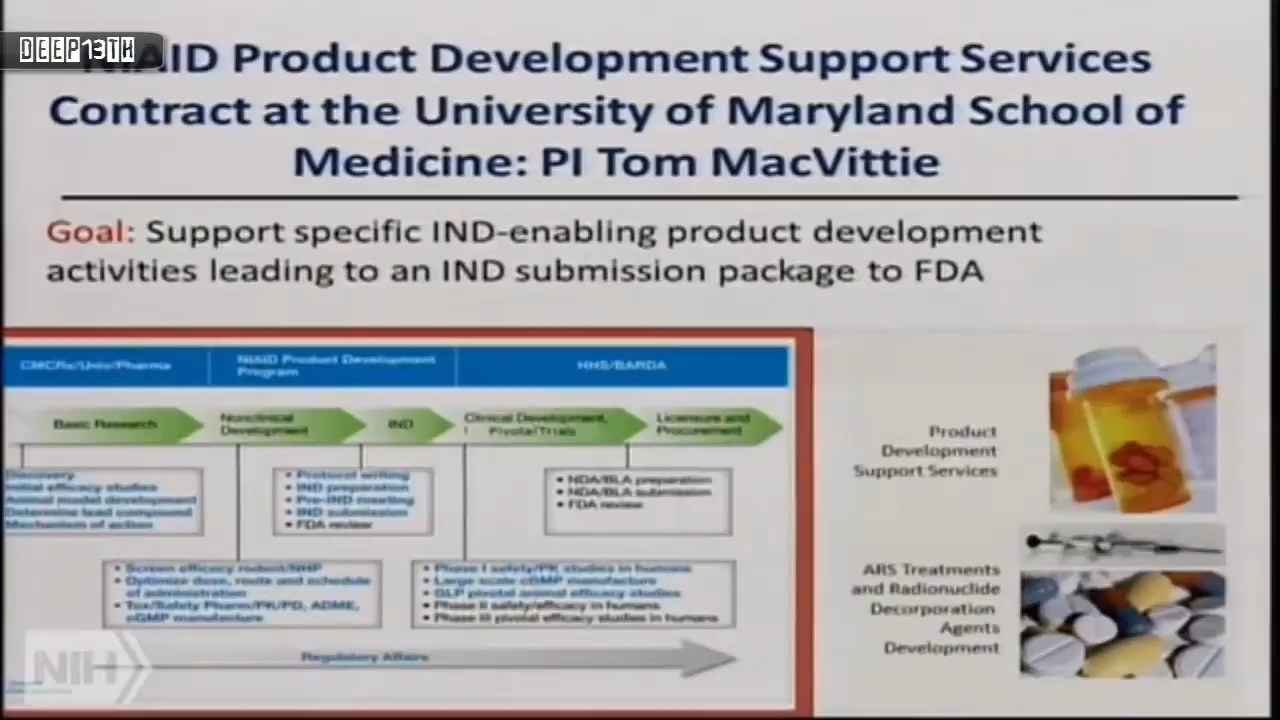 DEEP13TH
NIAID Product Development Support Services
Contract at the University of Maryland School of
Medicine: PI Tom MacVittie
Goal: Support specific IND-enabling product development
activities leading to an IND submission package to FDA
CMCRs/Univ/Pharma
NIAID Product Development
Program
HHS/BARDA
Basic Research
Nonclinical
Development
IND
Clinical Development,
Pivotal Trials
Licensure and
Procurement
Discovery
Initial efficacy studies
Animal model development
Determine lead compound
Mechanism of action
• Protocol writing
• IND preparation
• Pre-IND meeting
• IND submission
• FDA review
• NDA/BLA preparation
• NDA/BLA submission
• FDA review
• Screen efficacy rodent/NHP
• Optimize dose, route and schedule
of administration
• Tox/Safety Pharm/PK/PD, ADME,
cGMP manufacture
• Phase I safety/PK studies in humans
• Large scale cGMP manufacture
• GLP pivotal animal efficacy studies
• Phase II safety/efficacy in humans
• Phase III pivotal efficacy studies in humans
Regulatory Affairs
Product
Development
Support Services
ARS Treatments
and Radionuclide
Decorporation
Agents
Development
NIH